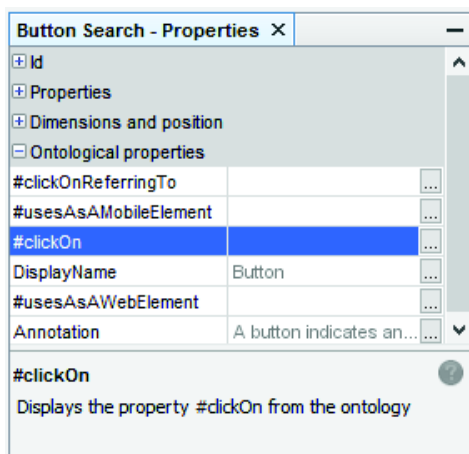 Button Search - Properties
Id
Properties
Dimensions and position
Ontological properties
#clickOnReferringTo ...
#usesAsAMobileElement ...
#clickOn ...
DisplayName Button ...
#usesAsAWebElement ...
Annotation A button indicates an... ...
#clickOn ?
Displays the property #clickOn from the ontology